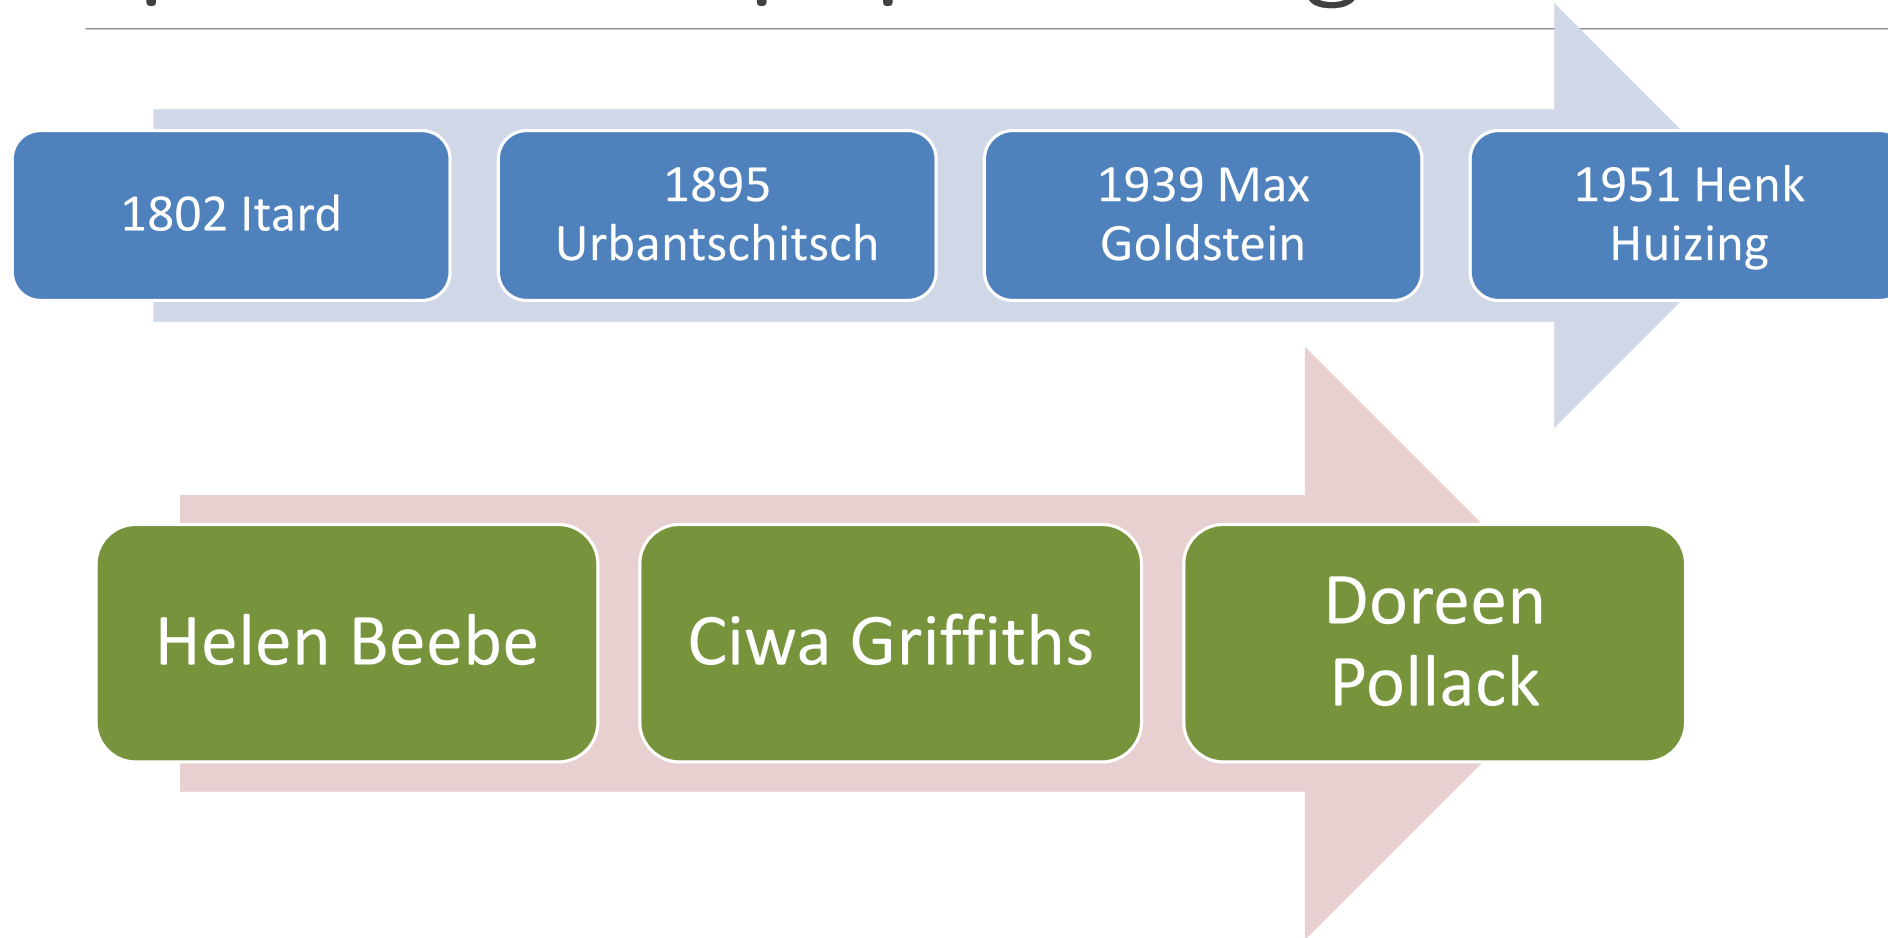 1802 Itard
1895
Urbantschitsch
1939 Max
Goldstein
1951 Henk
Huizing
Helen Beebe
Ciwa Griffiths
Doreen
Pollack